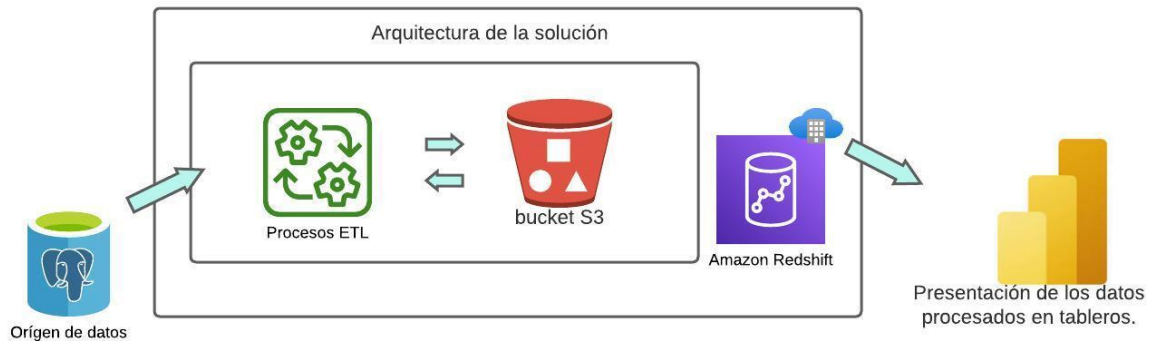 Arquitectura de la solución
Procesos ETL
bucket S3
Amazon Redshift
Orígen de datos
Presentación de los datos
procesados en tableros.